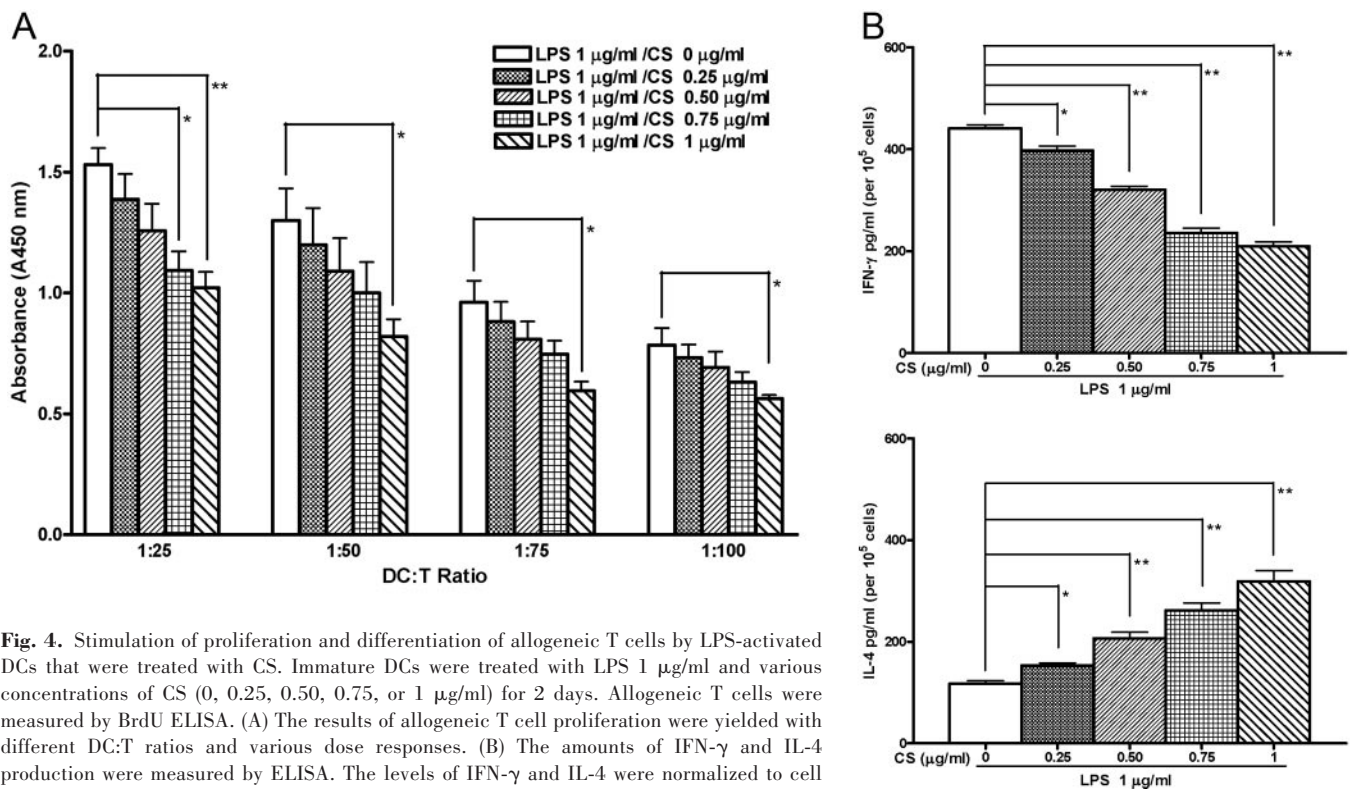 A
Absorbance (A450 nm)
2.0
1.5
1.0
0.5
0.0
LPS 1 μg/ml /CS 0 μg/ml
LPS 1 μg/ml /CS 0.25 μg/ml
LPS 1 μg/ml /CS 0.50 μg/ml
LPS 1 μg/ml /CS 0.75 μg/ml
LPS 1 μg/ml /CS 1 μg/ml
**
*
*
*
*
1:25 1:50 1:75 1:100
DC:T Ratio
B
IFN-γ pg/ml (per 10⁵ cells)
600
400
200
0
**
**
**
*
CS (μg/ml) 0 0.25 0.50 0.75 1
LPS 1 μg/ml
IL-4 pg/ml (per 10⁵ cells)
600
400
200
0
**
**
**
*
CS (μg/ml) 0 0.25 0.50 0.75 1
LPS 1 μg/ml
Fig. 4. Stimulation of proliferation and differentiation of allogeneic T cells by LPS-activated
DCs that were treated with CS. Immature DCs were treated with LPS 1 μg/ml and various
concentrations of CS (0, 0.25, 0.50, 0.75, or 1 μg/ml) for 2 days. Allogeneic T cells were
measured by BrdU ELISA. (A) The results of allogeneic T cell proliferation were yielded with
different DC:T ratios and various dose responses. (B) The amounts of IFN-γ and IL-4
production were measured by ELISA. The levels of IFN-γ and IL-4 were normalized to cell